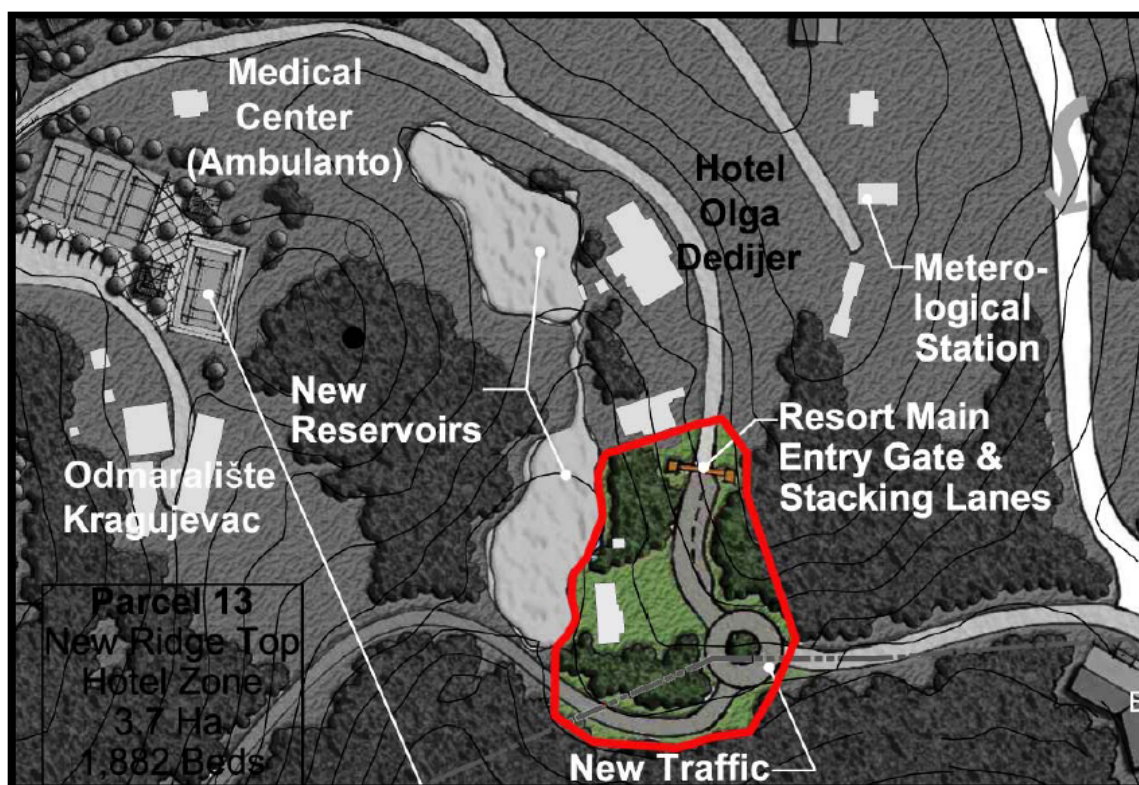 Medical
Center
(Ambulanto)
Hotel
Olga
Dedijer
Metero-
logical
Station
New
Reservoirs
Resort Main
Entry Gate &
Stacking Lanes
Odmaralište
Kragujevac
Parcel 13
New Ridge Top
Hotel Zone
3.7 Ha.
1,882 Beds
New Traffic